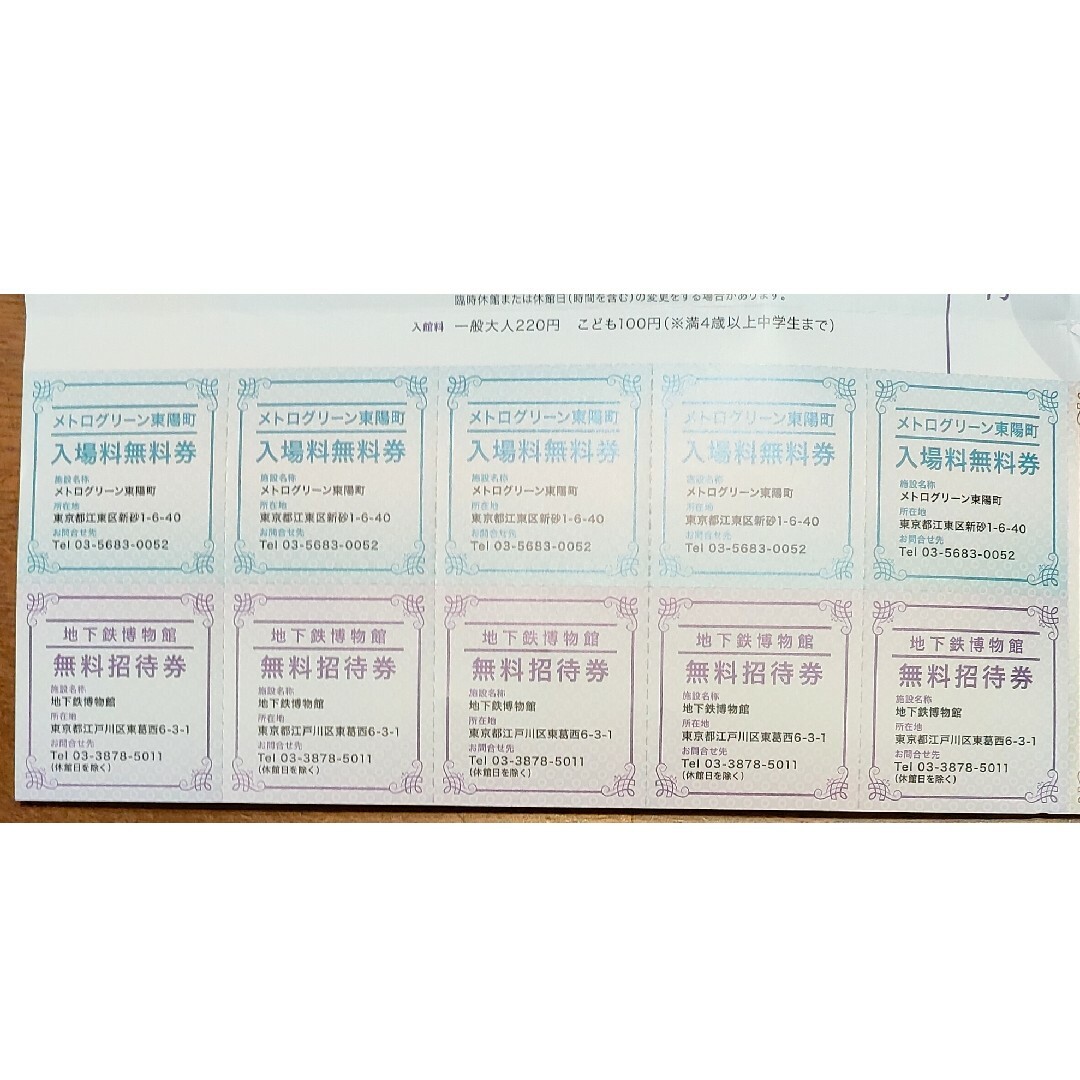 臨時休館または休館日(時間を含む)の変更をする場合があります。
入館料 一般大人220円 こども100円(※満4歳以上中学生まで)
メトログリーン東陽町
入場料無料券
施設名称
メトログリーン東陽町
所在地
東京都江東区新砂1-6-40
お問合せ先
Tel 03-5683-0052
メトログリーン東陽町
入場料無料券
施設名称
メトログリーン東陽町
所在地
東京都江東区新砂1-6-40
お問合せ先
Tel 03-5683-0052
メトログリーン東陽町
入場料無料券
施設名称
メトログリーン東陽町
所在地
東京都江東区新砂1-6-40
お問合せ先
Tel 03-5683-0052
メトログリーン東陽町
入場料無料券
施設名称
メトログリーン東陽町
所在地
東京都江東区新砂1-6-40
お問合せ先
Tel 03-5683-0052
メトログリーン東陽町
入場料無料券
施設名称
メトログリーン東陽町
所在地
東京都江東区新砂1-6-40
お問合せ先
Tel 03-5683-0052
地下鉄博物館
無料招待券
施設名称
地下鉄博物館
所在地
東京都江戸川区東葛西6-3-1
お問合せ先
Tel 03-3878-5011
(休館日を除く)
地下鉄博物館
無料招待券
施設名称
地下鉄博物館
所在地
東京都江戸川区東葛西6-3-1
お問合せ先
Tel 03-3878-5011
(休館日を除く)
地下鉄博物館
無料招待券
施設名称
地下鉄博物館
所在地
東京都江戸川区東葛西6-3-1
お問合せ先
Tel 03-3878-5011
(休館日を除く)
地下鉄博物館
無料招待券
施設名称
地下鉄博物館
所在地
東京都江戸川区東葛西6-3-1
お問合せ先
Tel 03-3878-5011
(休館日を除く)
地下鉄博物館
無料招待券
施設名称
地下鉄博物館
所在地
東京都江戸川区東葛西6-3-1
お問合せ先
Tel 03-3878-5011
(休館日を除く)